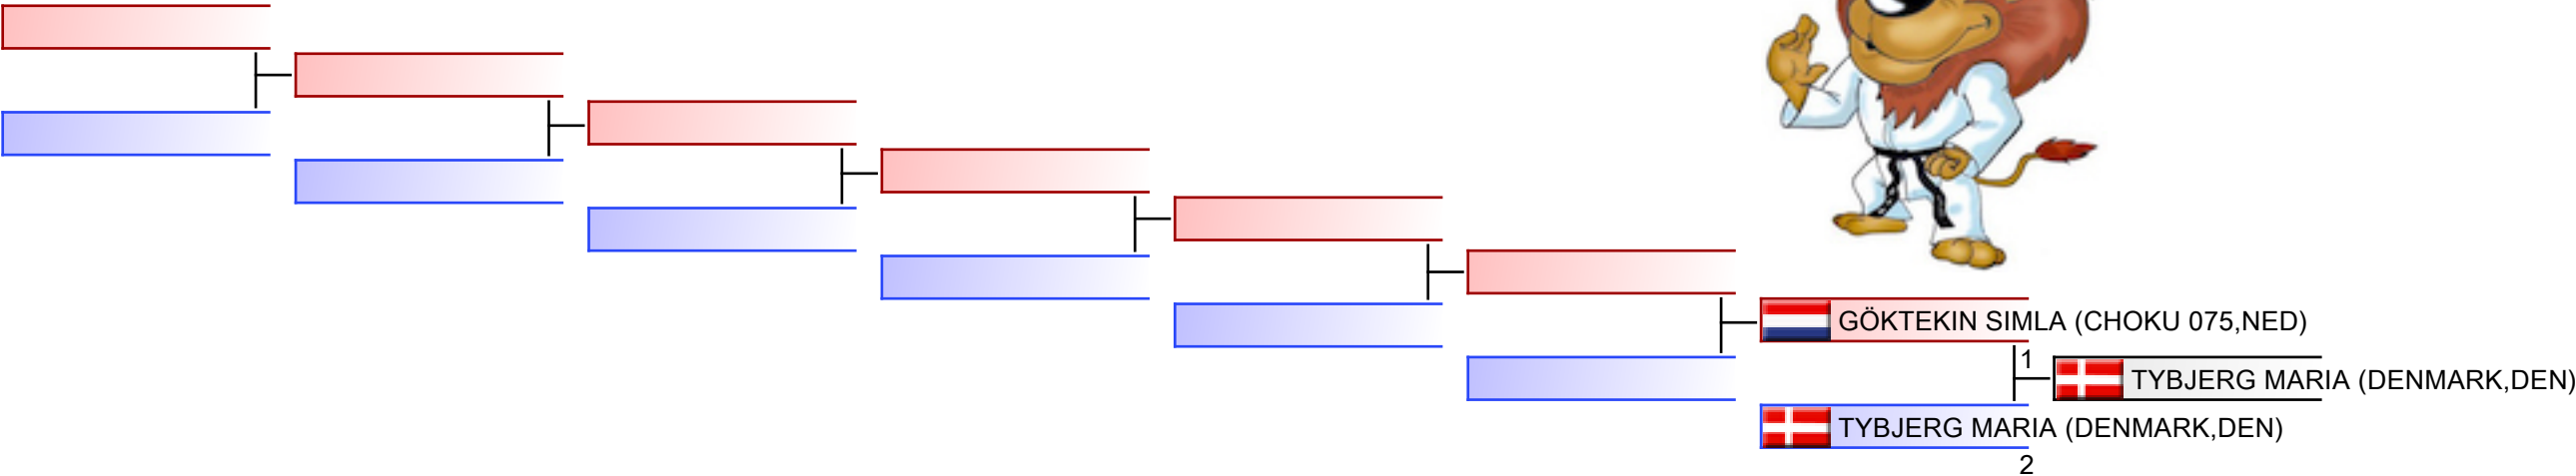 GÖKTEKIN SIMLA (CHOKU 075,NED)
1
TYBJERG MARIA (DENMARK,DEN)
TYBJERG MARIA (DENMARK,DEN)
2